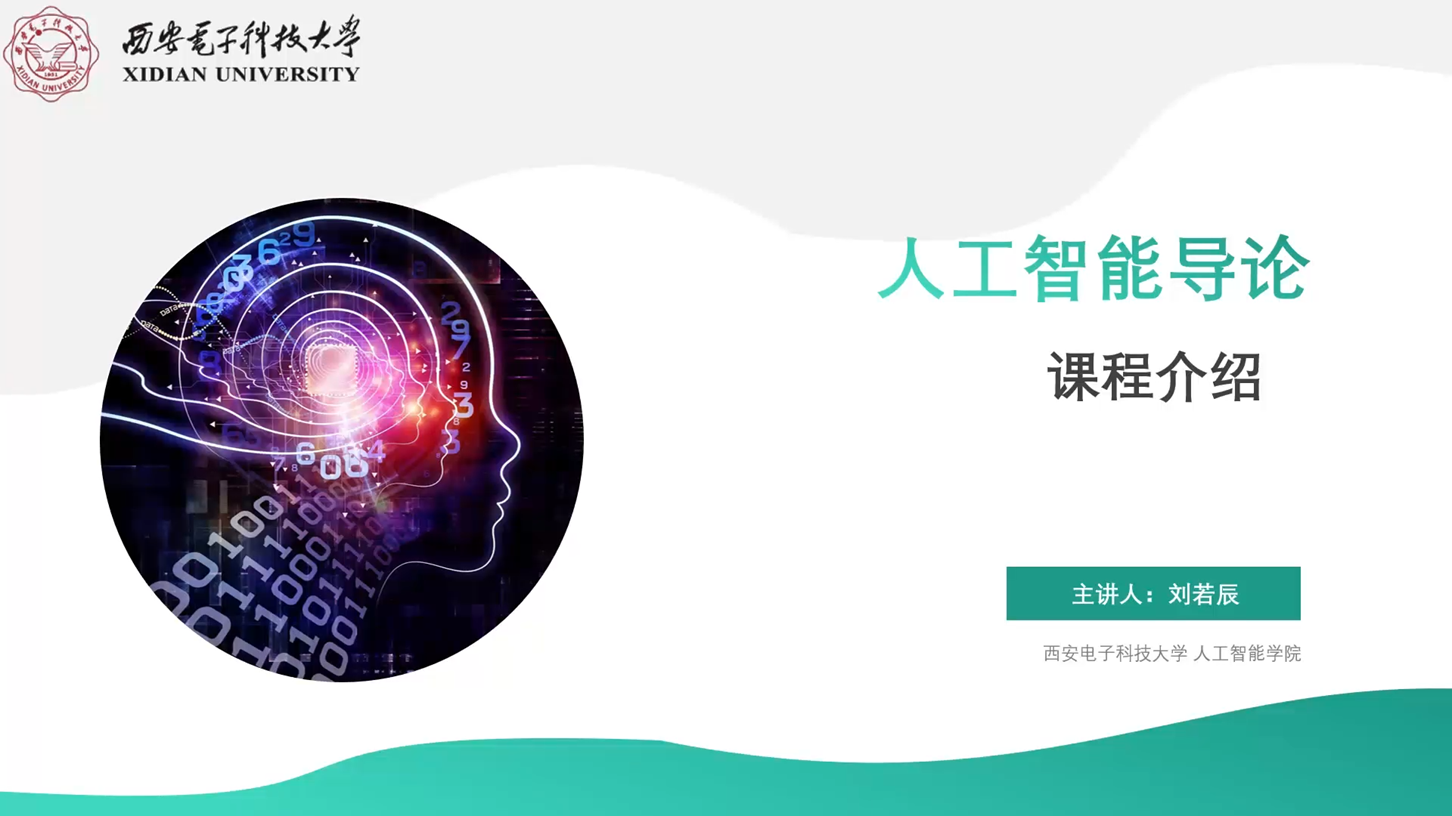 西安電子科技大學
XIDIAN UNIVERSITY
人工智能导论
课程介绍
主讲人：刘若辰
西安电子科技大学 人工智能学院